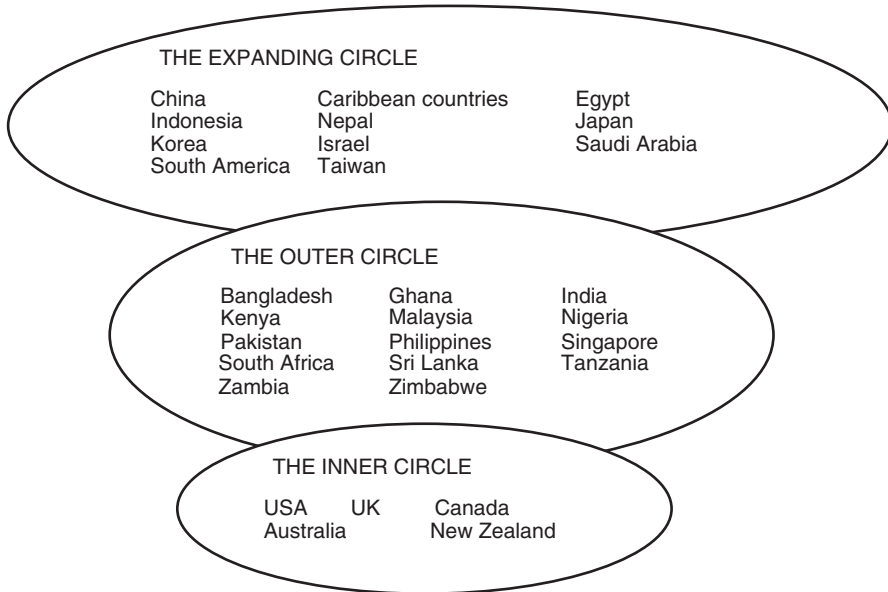 THE EXPANDING CIRCLE
China Caribbean countries Egypt
Indonesia Nepal Japan
Korea Israel Saudi Arabia
South America Taiwan
THE OUTER CIRCLE
Bangladesh Ghana India
Kenya Malaysia Nigeria
Pakistan Philippines Singapore
South Africa Sri Lanka Tanzania
Zambia Zimbabwe
THE INNER CIRCLE
USA UK Canada
Australia New Zealand